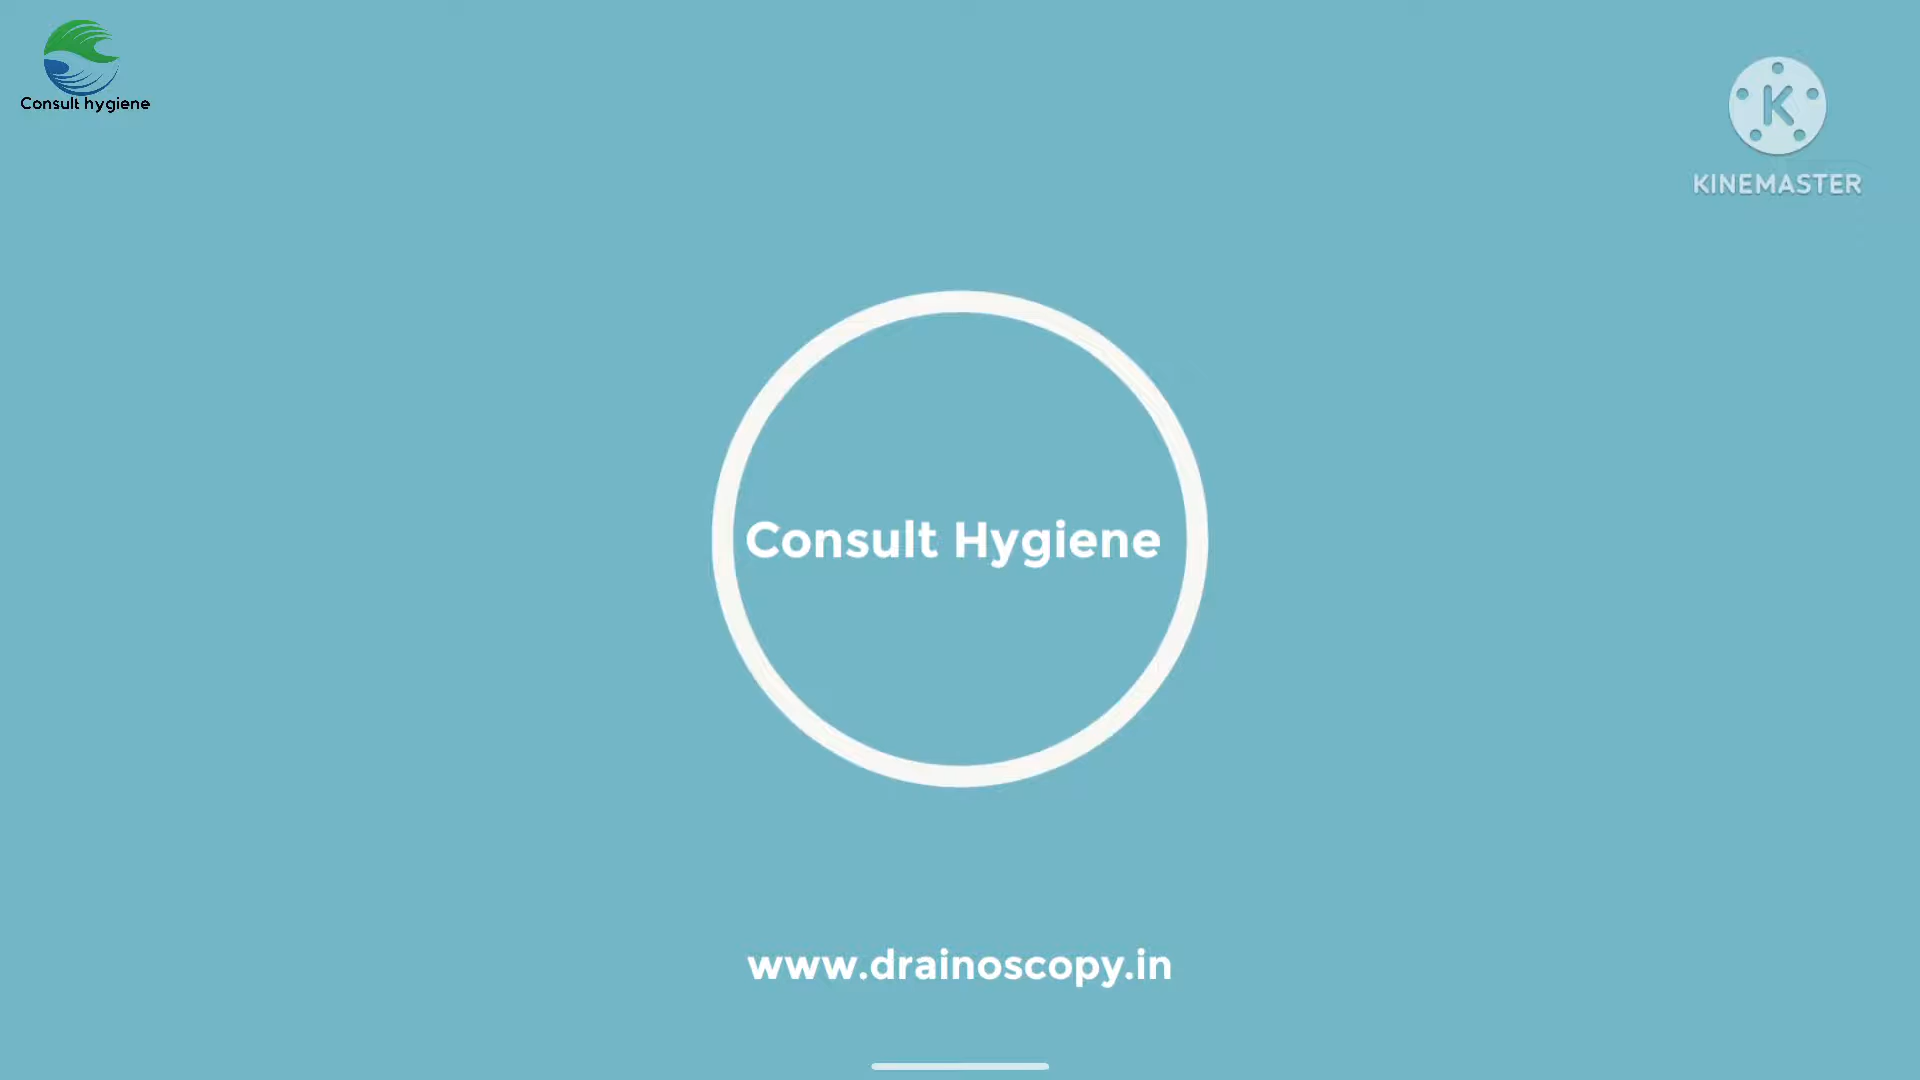 Consult hygiene
K
KINEMASTER
Consult Hygiene
www.drainoscopy.in